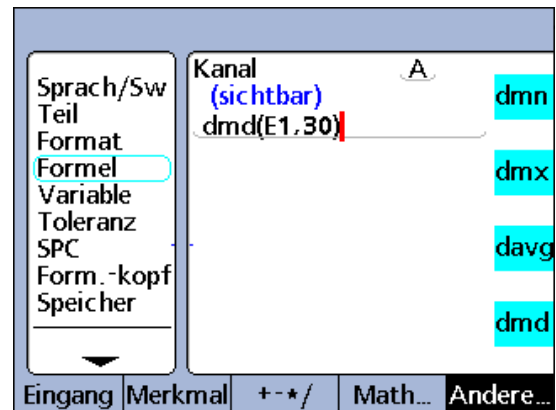 Sprach/Sw
Teil
Format
Formel
Variable
Toleranz
SPC
Form.-kopf
Speicher
Kanal A
(sichtbar)
dmd(E1,30)
dmn
dmx
davg
dmd
Eingang Merkmal +-*/ Math... Andere...